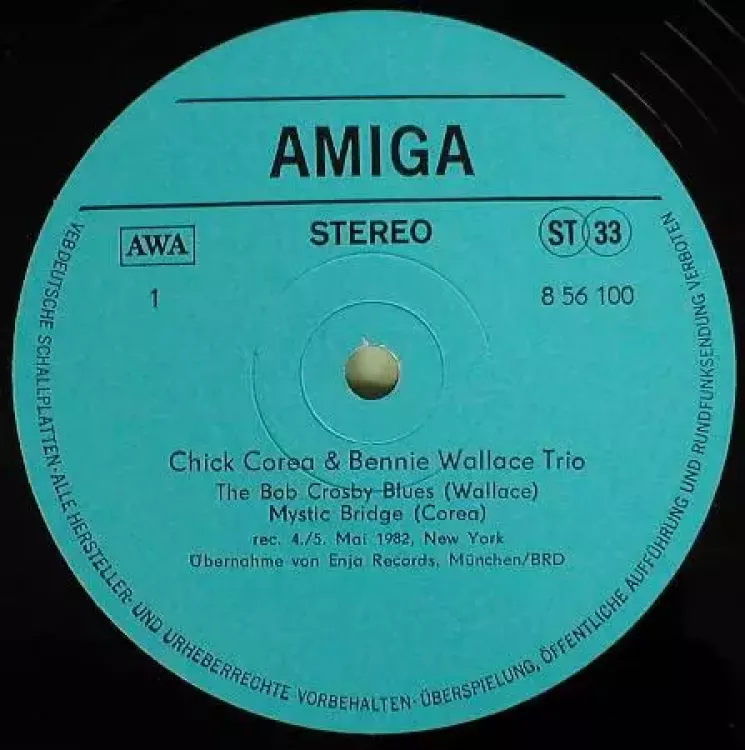 AMIGA
AWA
STEREO
ST 33
1
8 56 100
Chick Corea & Bennie Wallace Trio
The Bob Crosby Blues (Wallace)
Mystic Bridge (Corea)
rec. 4./5. Mai 1982, New York
Übernahme von Enja Records, München/BRD
VEB DEUTSCHE SCHALLPLATTEN · ALLE HERSTELLER- UND URHEBERRECHTE VORBEHALTEN · ÜBERSPIELUNG, ÖFFENTLICHE AUFFÜHRUNG UND RUNDFUNKSENDUNG VERBOTEN